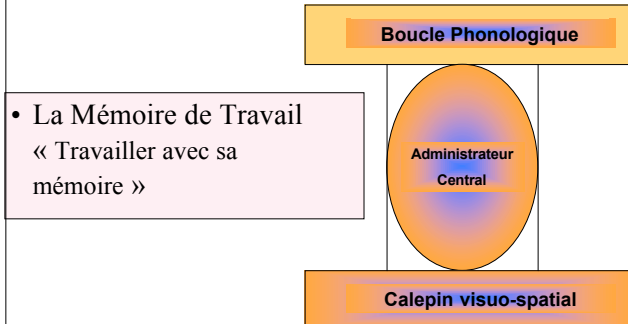 Boucle Phonologique
• La Mémoire de Travail
« Travailler avec sa
mémoire »
Administrateur
Central
Calepin visuo-spatial